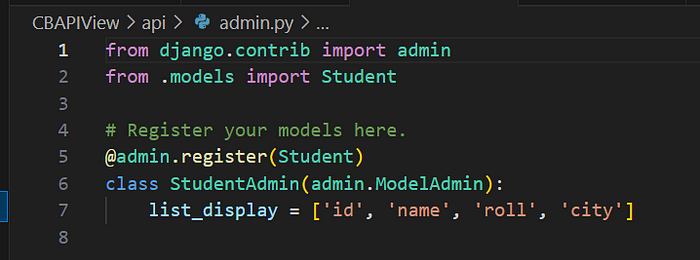 CBAPIView > api > admin.py > ...
1 from django.contrib import admin
2 from .models import Student
3
4 # Register your models here.
5 @admin.register(Student)
6 class StudentAdmin(admin.ModelAdmin):
7     list_display = ['id', 'name', 'roll', 'city']
8